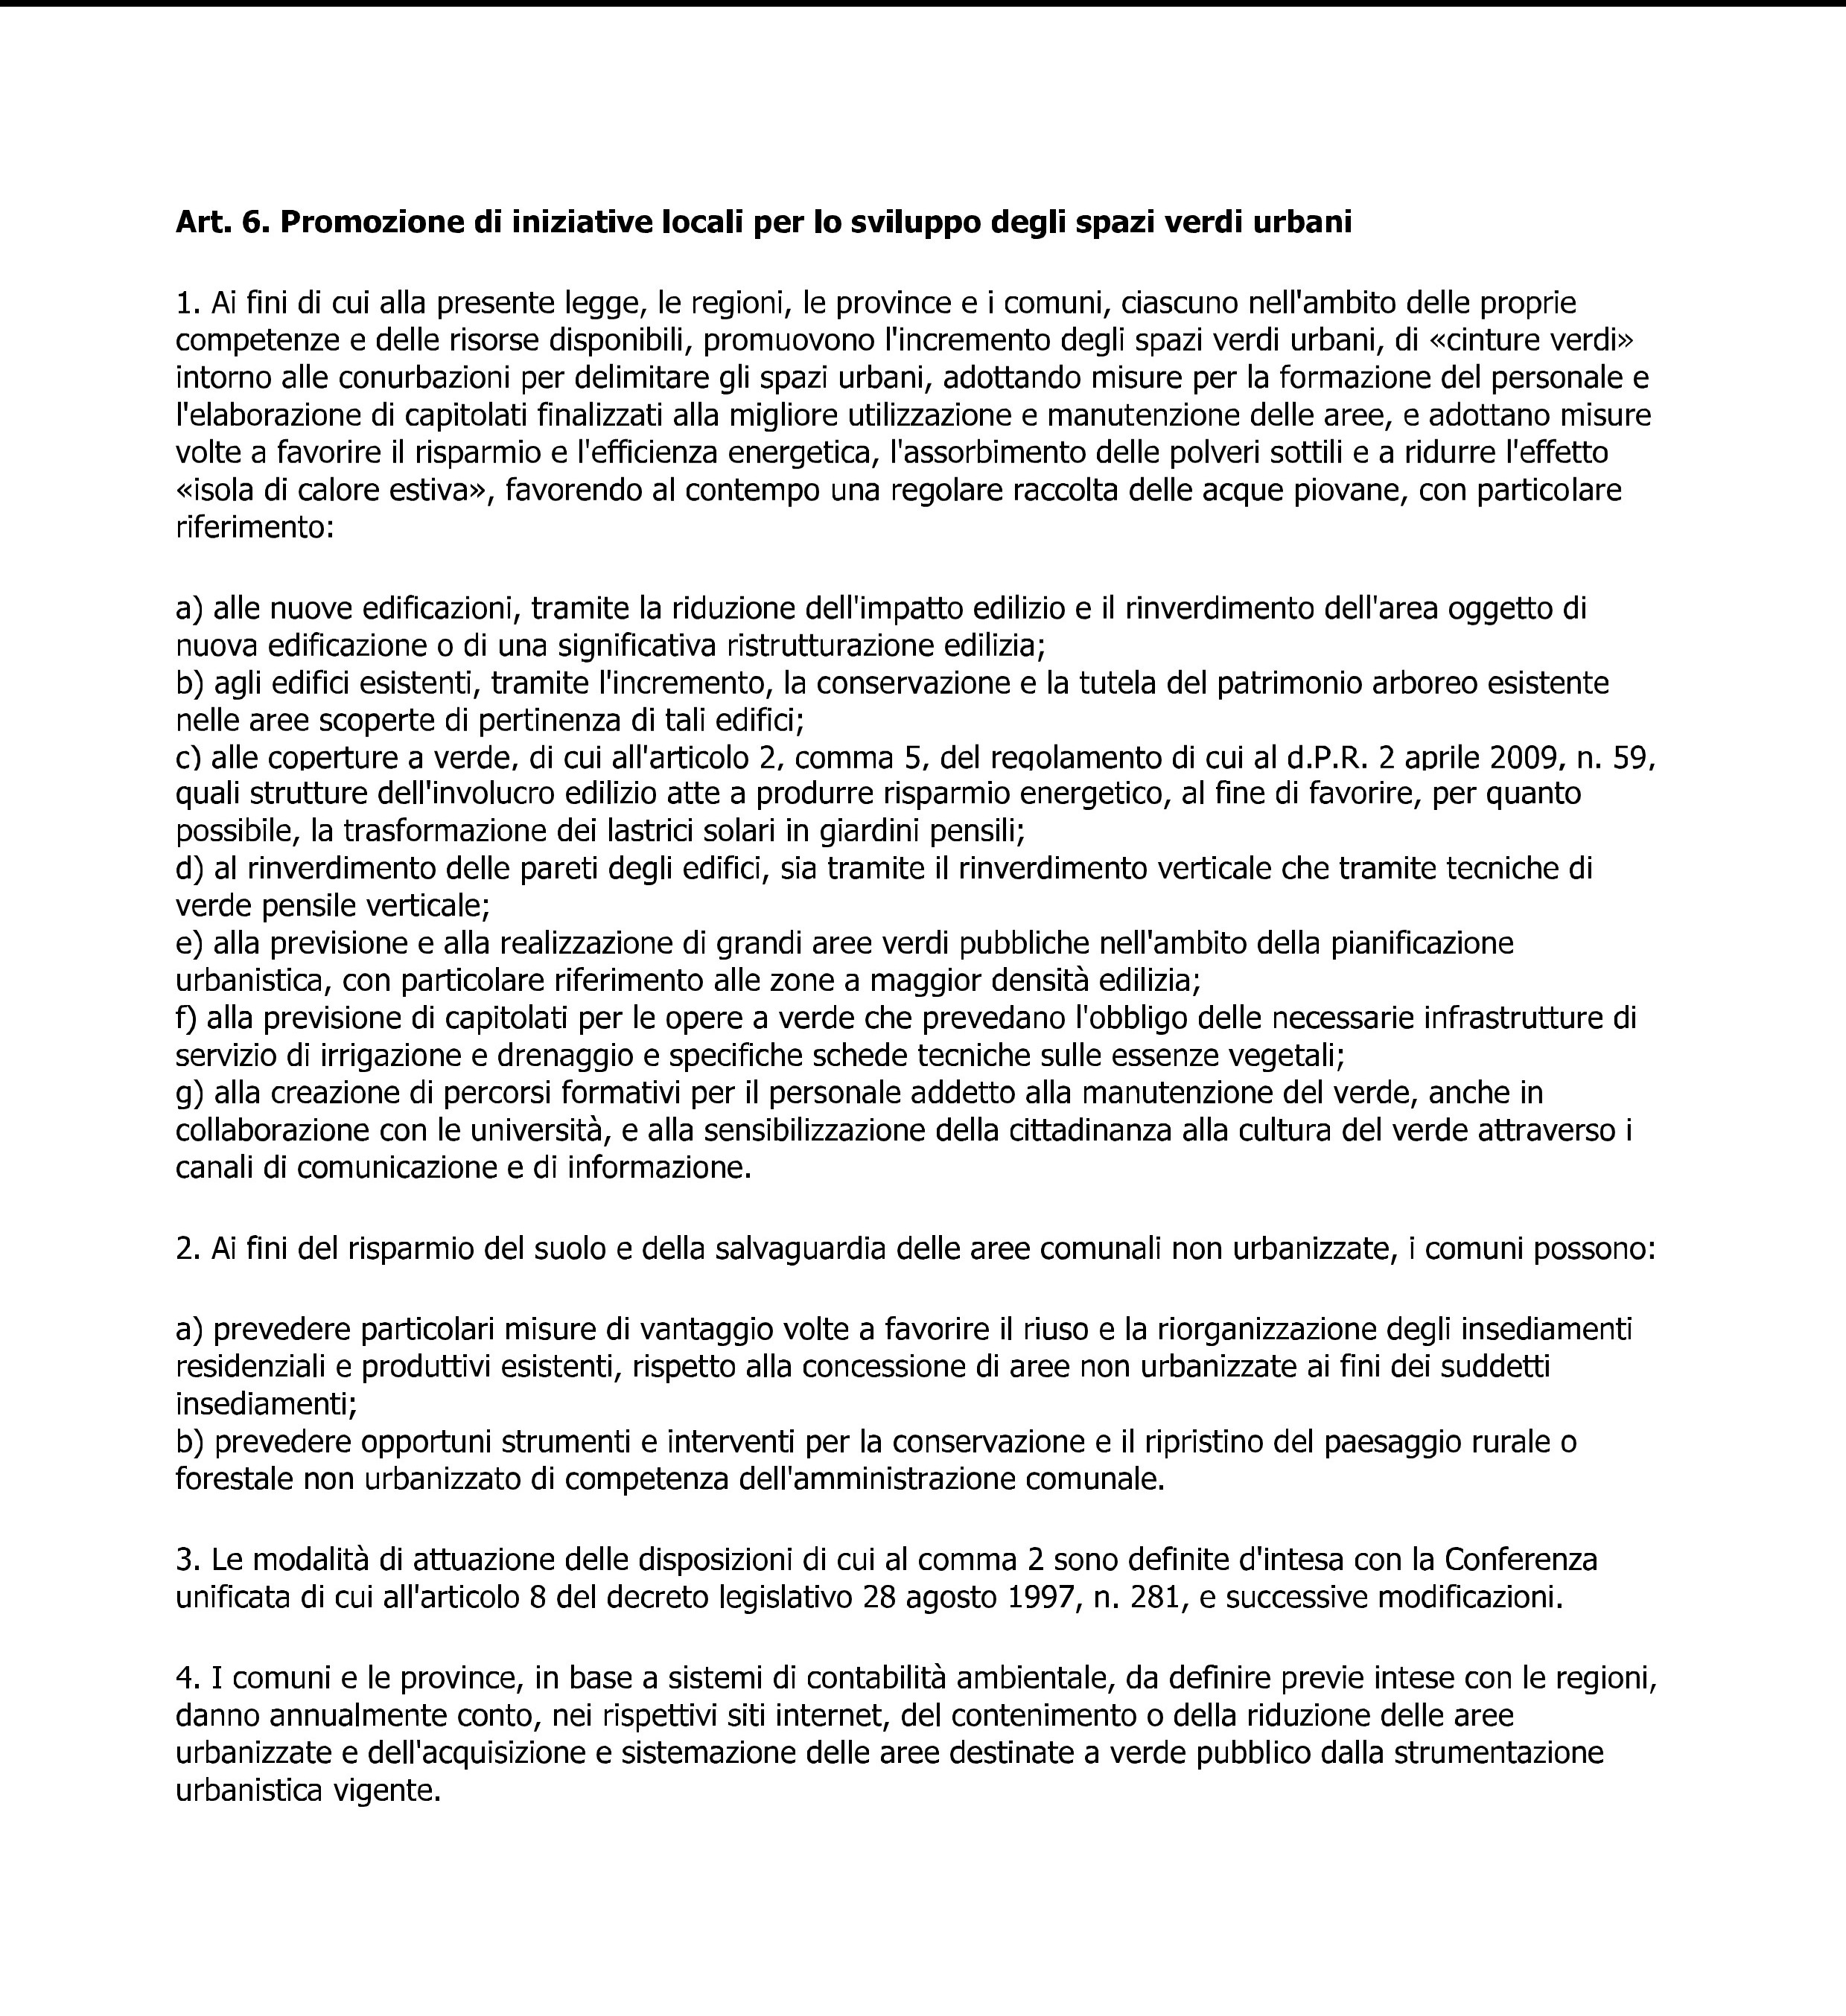 Art. 6. Promozione di iniziative locali per lo sviluppo degli spazi verdi urbani
1. Ai fini di cui alla presente legge, le regioni, le province e i comuni, ciascuno nell'ambito delle proprie
competenze e delle risorse disponibili, promuovono l'incremento degli spazi verdi urbani, di «cinture verdi»
intorno alle conurbazioni per delimitare gli spazi urbani, adottando misure per la formazione del personale e
l'elaborazione di capitolati finalizzati alla migliore utilizzazione e manutenzione delle aree, e adottano misure
volte a favorire il risparmio e l'efficienza energetica, l'assorbimento delle polveri sottili e a ridurre l'effetto
«isola di calore estiva», favorendo al contempo una regolare raccolta delle acque piovane, con particolare
riferimento:
a) alle nuove edificazioni, tramite la riduzione dell'impatto edilizio e il rinverdimento dell'area oggetto di
nuova edificazione o di una significativa ristrutturazione edilizia;
b) agli edifici esistenti, tramite l'incremento, la conservazione e la tutela del patrimonio arboreo esistente
nelle aree scoperte di pertinenza di tali edifici;
c) alle coperture a verde, di cui all'articolo 2, comma 5, del regolamento di cui al d.P.R. 2 aprile 2009, n. 59,
quali strutture dell'involucro edilizio atte a produrre risparmio energetico, al fine di favorire, per quanto
possibile, la trasformazione dei lastrici solari in giardini pensili;
d) al rinverdimento delle pareti degli edifici, sia tramite il rinverdimento verticale che tramite tecniche di
verde pensile verticale;
e) alla previsione e alla realizzazione di grandi aree verdi pubbliche nell'ambito della pianificazione
urbanistica, con particolare riferimento alle zone a maggior densità edilizia;
f) alla previsione di capitolati per le opere a verde che prevedano l'obbligo delle necessarie infrastrutture di
servizio di irrigazione e drenaggio e specifiche schede tecniche sulle essenze vegetali;
g) alla creazione di percorsi formativi per il personale addetto alla manutenzione del verde, anche in
collaborazione con le università, e alla sensibilizzazione della cittadinanza alla cultura del verde attraverso i
canali di comunicazione e di informazione.
2. Ai fini del risparmio del suolo e della salvaguardia delle aree comunali non urbanizzate, i comuni possono:
a) prevedere particolari misure di vantaggio volte a favorire il riuso e la riorganizzazione degli insediamenti
residenziali e produttivi esistenti, rispetto alla concessione di aree non urbanizzate ai fini dei suddetti
insediamenti;
b) prevedere opportuni strumenti e interventi per la conservazione e il ripristino del paesaggio rurale o
forestale non urbanizzato di competenza dell'amministrazione comunale.
3. Le modalità di attuazione delle disposizioni di cui al comma 2 sono definite d'intesa con la Conferenza
unificata di cui all'articolo 8 del decreto legislativo 28 agosto 1997, n. 281, e successive modificazioni.
4. I comuni e le province, in base a sistemi di contabilità ambientale, da definire previe intese con le regioni,
danno annualmente conto, nei rispettivi siti internet, del contenimento o della riduzione delle aree
urbanizzate e dell'acquisizione e sistemazione delle aree destinate a verde pubblico dalla strumentazione
urbanistica vigente.